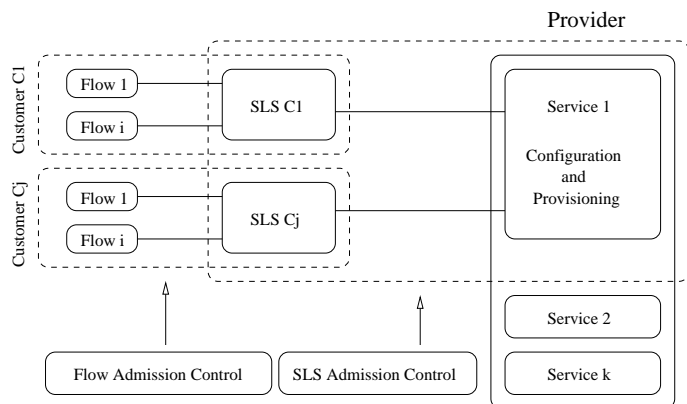 Provider
Customer C1
Flow 1
Flow i
SLS C1
Service 1
Configuration
and
Provisioning
Customer Cj
Flow 1
Flow i
SLS Cj
Service 2
Flow Admission Control
SLS Admission Control
Service k